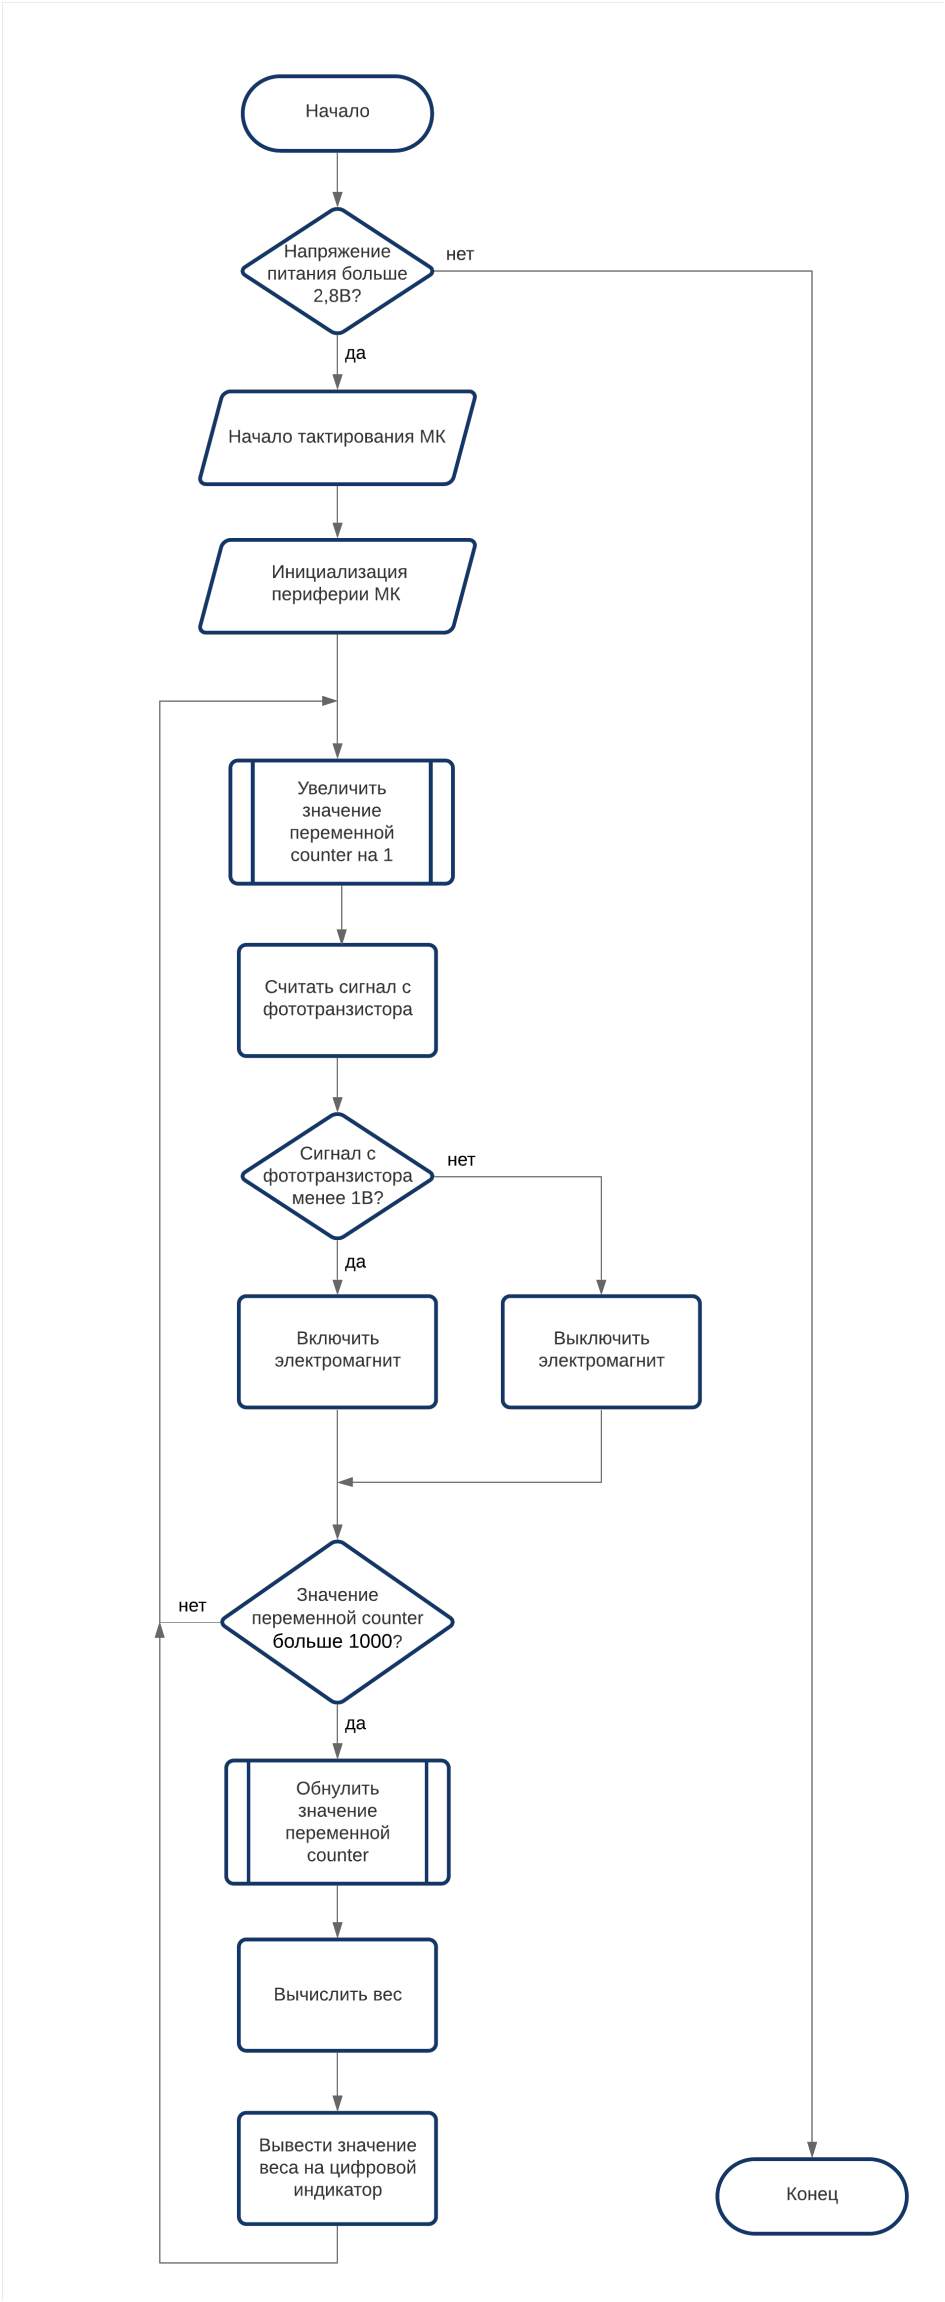 Начало
Напряжение
питания больше
2,8В?
нет
да
Начало тактирования МК
Инициализация
периферии МК
Увеличить
значение
переменной
counter на 1
Считать сигнал с
фототранзистора
Сигнал с
фототранзистора
менее 1В?
нет
да
Включить
электромагнит
Выключить
электромагнит
Значение
переменной counter
больше 1000?
нет
да
Обнулить
значение
переменной
counter
Вычислить вес
Вывести значение
веса на цифровой
индикатор
Конец